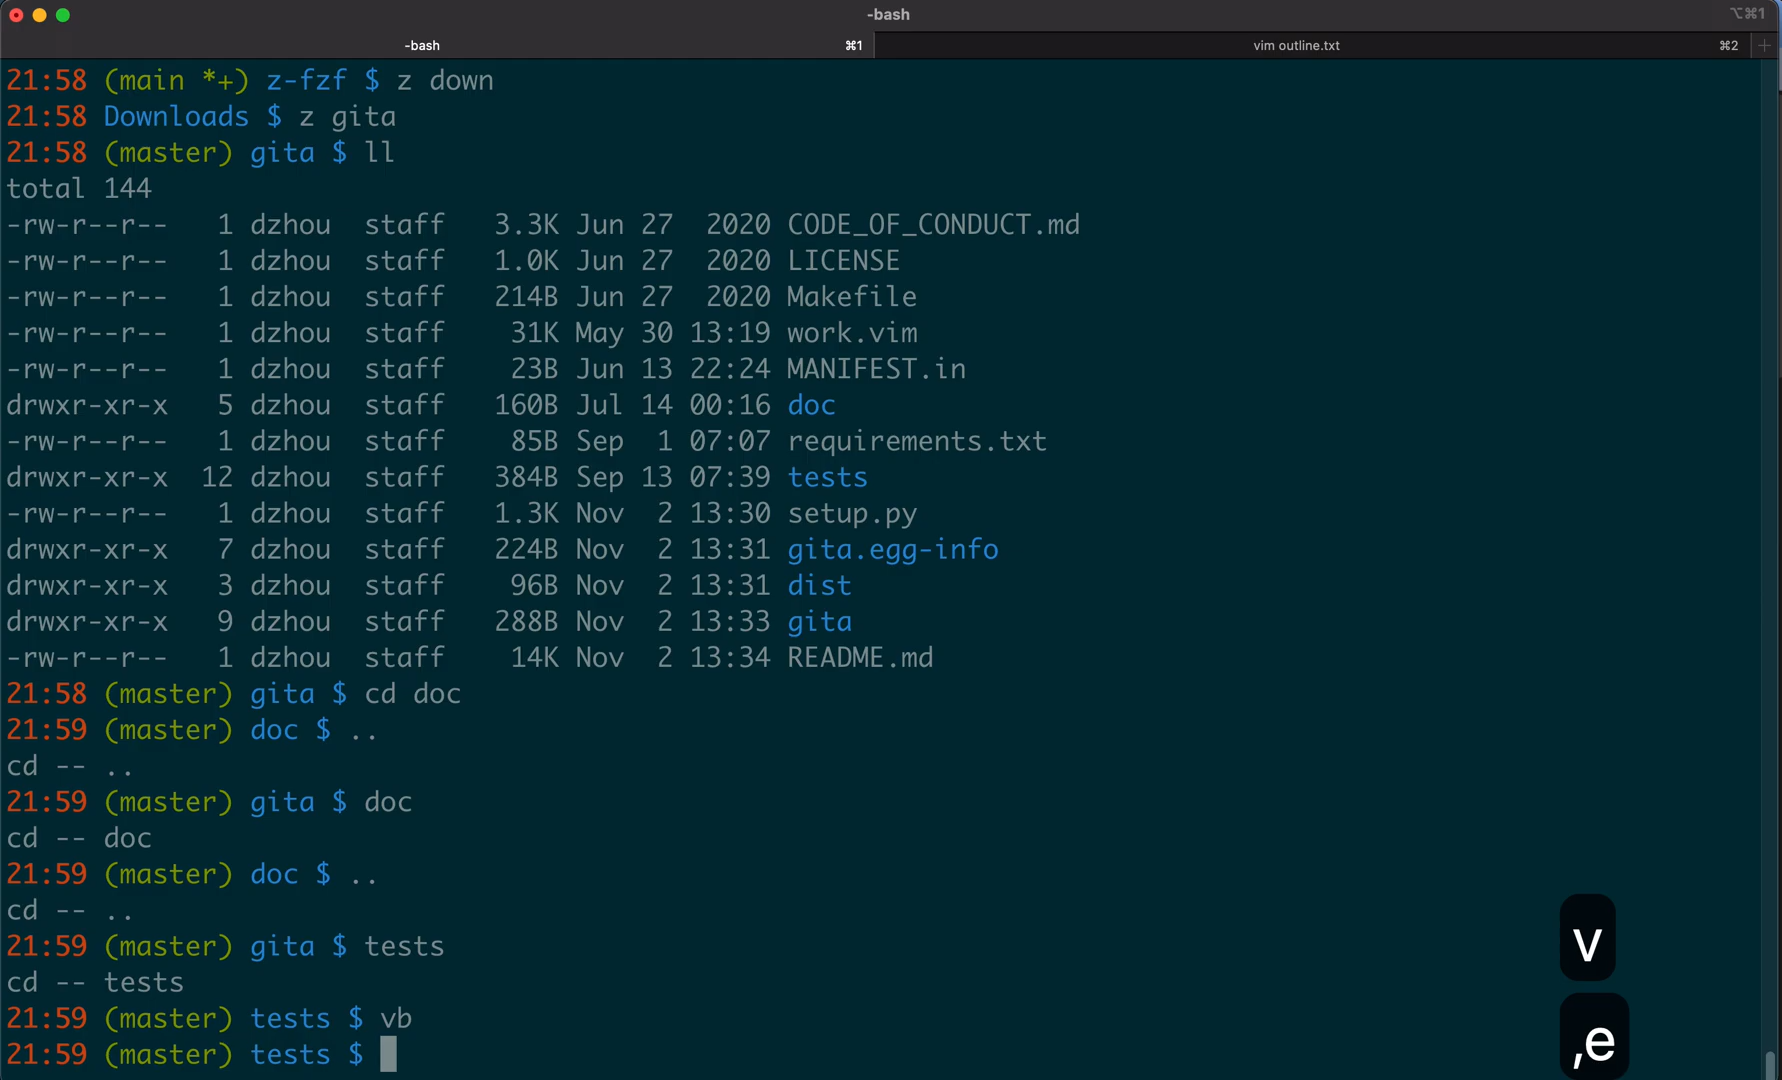 -bash
⌥⌘1
-bash ⌘1 vim outline.txt ⌘2 +
21:58 (main *+) z-fzf $ z down
21:58 Downloads $ z gita
21:58 (master) gita $ ll
total 144
-rw-r--r-- 1 dzhou staff 3.3K Jun 27 2020 CODE_OF_CONDUCT.md
-rw-r--r-- 1 dzhou staff 1.0K Jun 27 2020 LICENSE
-rw-r--r-- 1 dzhou staff 214B Jun 27 2020 Makefile
-rw-r--r-- 1 dzhou staff 31K May 30 13:19 work.vim
-rw-r--r-- 1 dzhou staff 23B Jun 13 22:24 MANIFEST.in
drwxr-xr-x 5 dzhou staff 160B Jul 14 00:16 doc
-rw-r--r-- 1 dzhou staff 85B Sep 1 07:07 requirements.txt
drwxr-xr-x 12 dzhou staff 384B Sep 13 07:39 tests
-rw-r--r-- 1 dzhou staff 1.3K Nov 2 13:30 setup.py
drwxr-xr-x 7 dzhou staff 224B Nov 2 13:31 gita.egg-info
drwxr-xr-x 3 dzhou staff 96B Nov 2 13:31 dist
drwxr-xr-x 9 dzhou staff 288B Nov 2 13:33 gita
-rw-r--r-- 1 dzhou staff 14K Nov 2 13:34 README.md
21:58 (master) gita $ cd doc
21:59 (master) doc $ ..
cd -- ..
21:59 (master) gita $ doc
cd -- doc
21:59 (master) doc $ ..
cd -- ..
21:59 (master) gita $ tests
cd -- tests
21:59 (master) tests $ vb
21:59 (master) tests $
v
,e